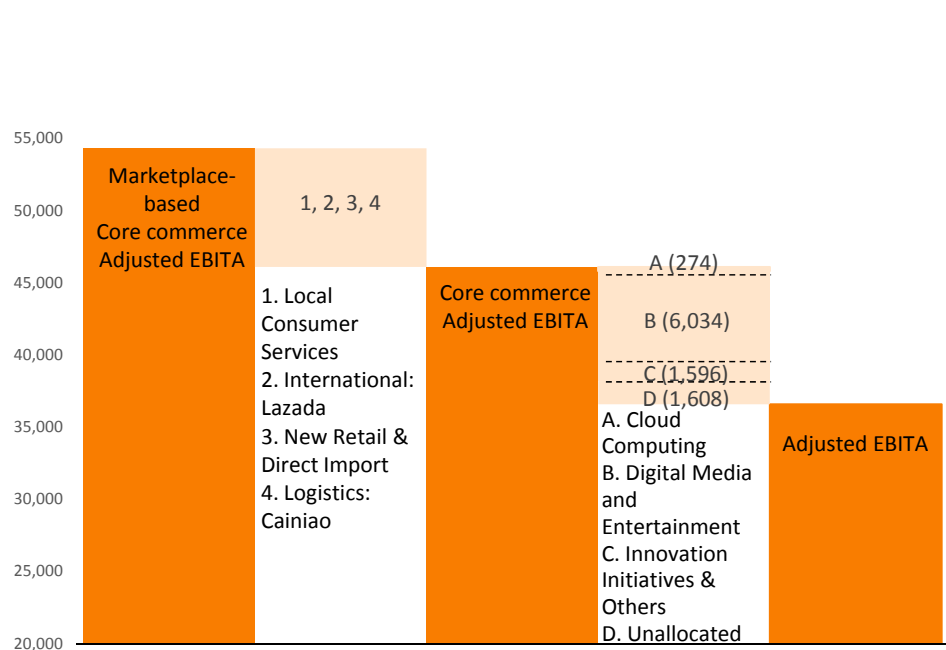 55,000
50,000
45,000
40,000
35,000
30,000
25,000
20,000
Marketplace-
based
Core commerce
Adjusted EBITA
1, 2, 3, 4
1. Local
Consumer
Services
2. International:
Lazada
3. New Retail &
Direct Import
4. Logistics:
Cainiao
Core commerce
Adjusted EBITA
A (274)
B (6,034)
C (1,596)
D (1,608)
A. Cloud
Computing
B. Digital Media
and
Entertainment
C. Innovation
Initiatives &
Others
D. Unallocated
Adjusted EBITA